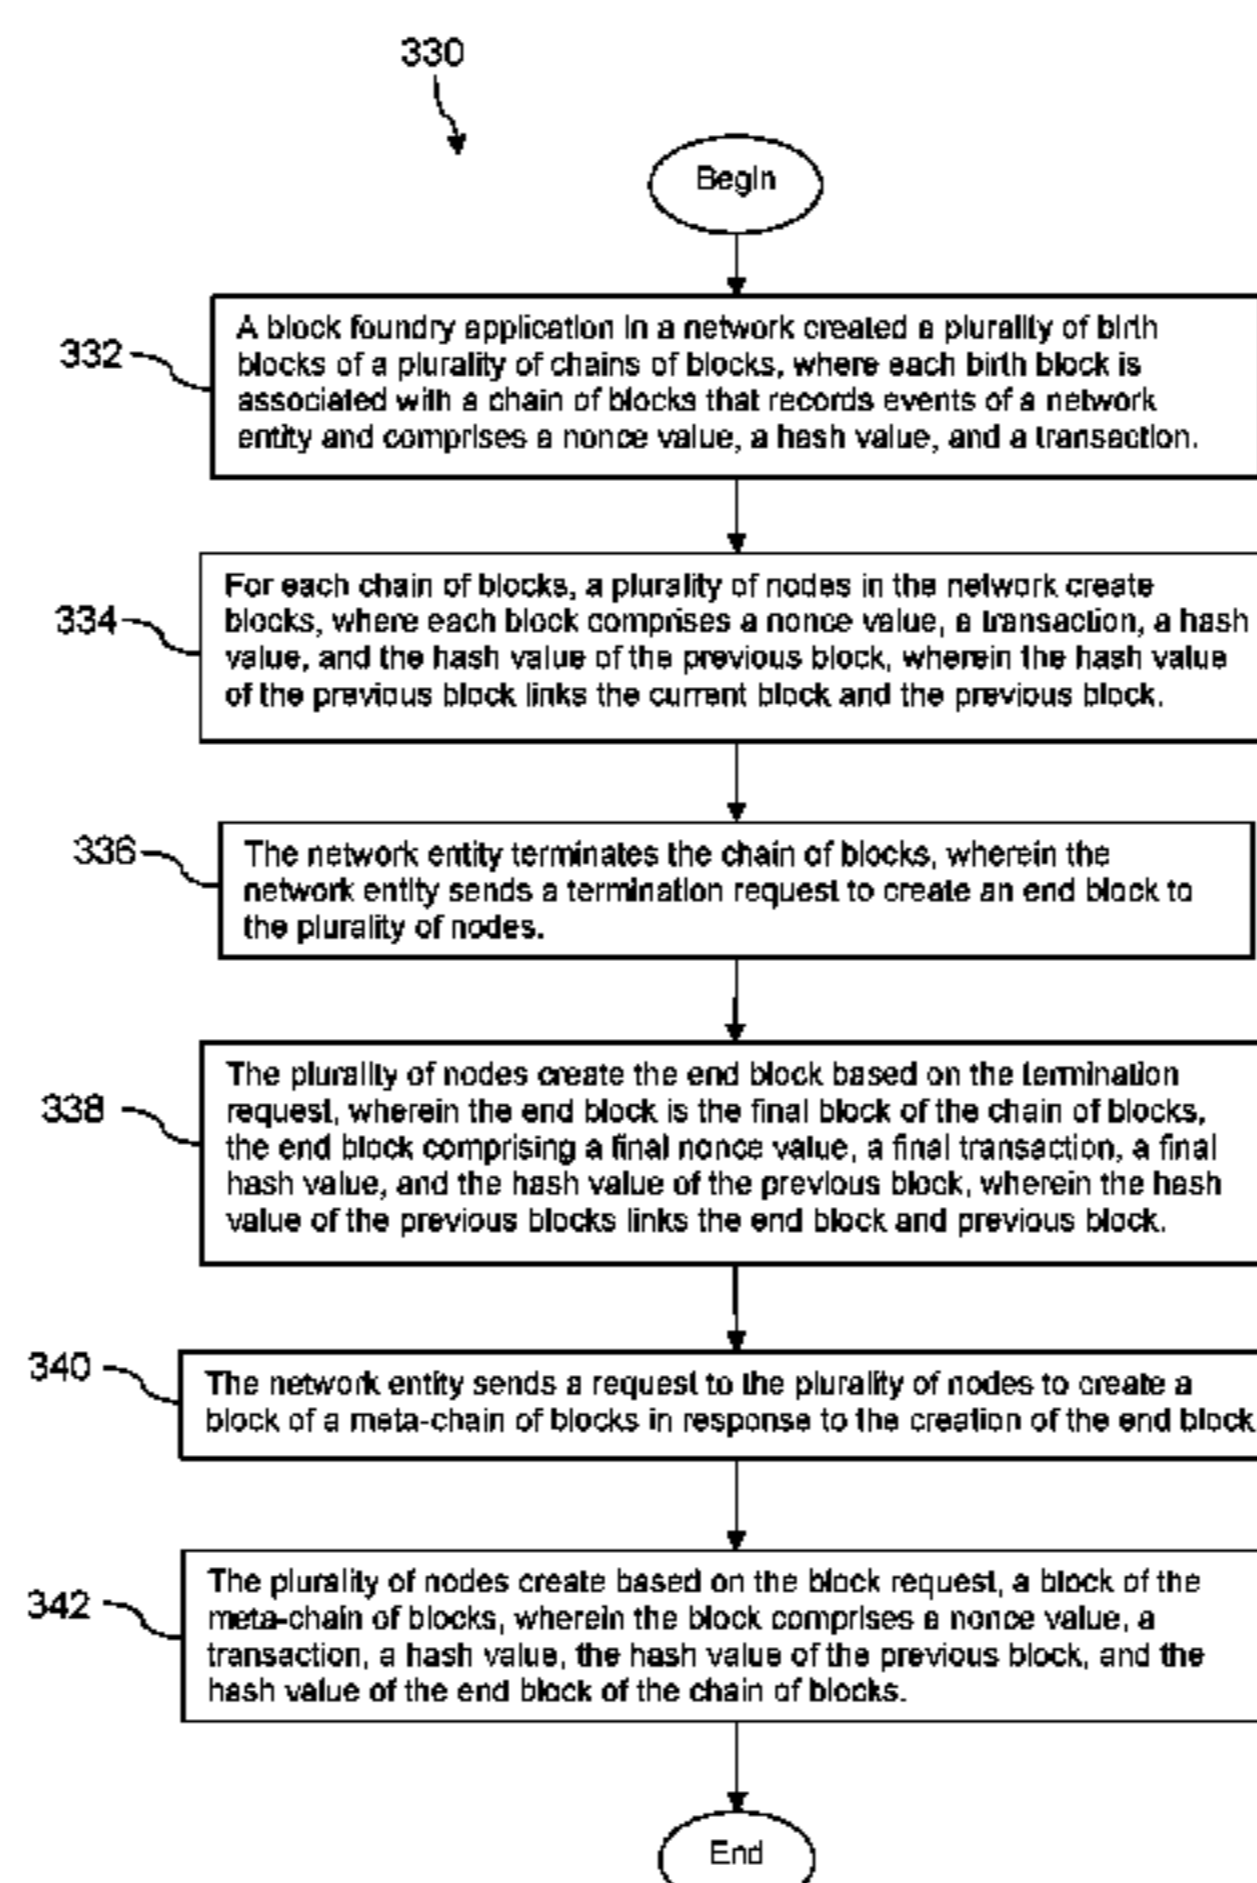 330
Begin
332
A block foundry application in a network created a plurality of birth
blocks of a plurality of chains of blocks, where each birth block is
associated with a chain of blocks that records events of a network
entity and comprises a nonce value, a hash value, and a transaction.
334
For each chain of blocks, a plurality of nodes in the network create
blocks, where each block comprises a nonce value, a transaction, a hash
value, and the hash value of the previous block, wherein the hash value
of the previous block links the current block and the previous block.
336
The network entity terminates the chain of blocks, wherein the
network entity sends a termination request to create an end block to
the plurality of nodes.
338
The plurality of nodes create the end block based on the termination
request, wherein the end block is the final block of the chain of blocks,
the end block comprising a final nonce value, a final transaction, a final
hash value, and the hash value of the previous block, wherein the hash
value of the previous blocks links the end block and previous block.
340
The network entity sends a request to the plurality of nodes to create a
block of a meta-chain of blocks in response to the creation of the end block
342
The plurality of nodes create based on the block request, a block of the
meta-chain of blocks, wherein the block comprises a nonce value, a
transaction, a hash value, the hash value of the previous block, and the
hash value of the end block of the chain of blocks.
End